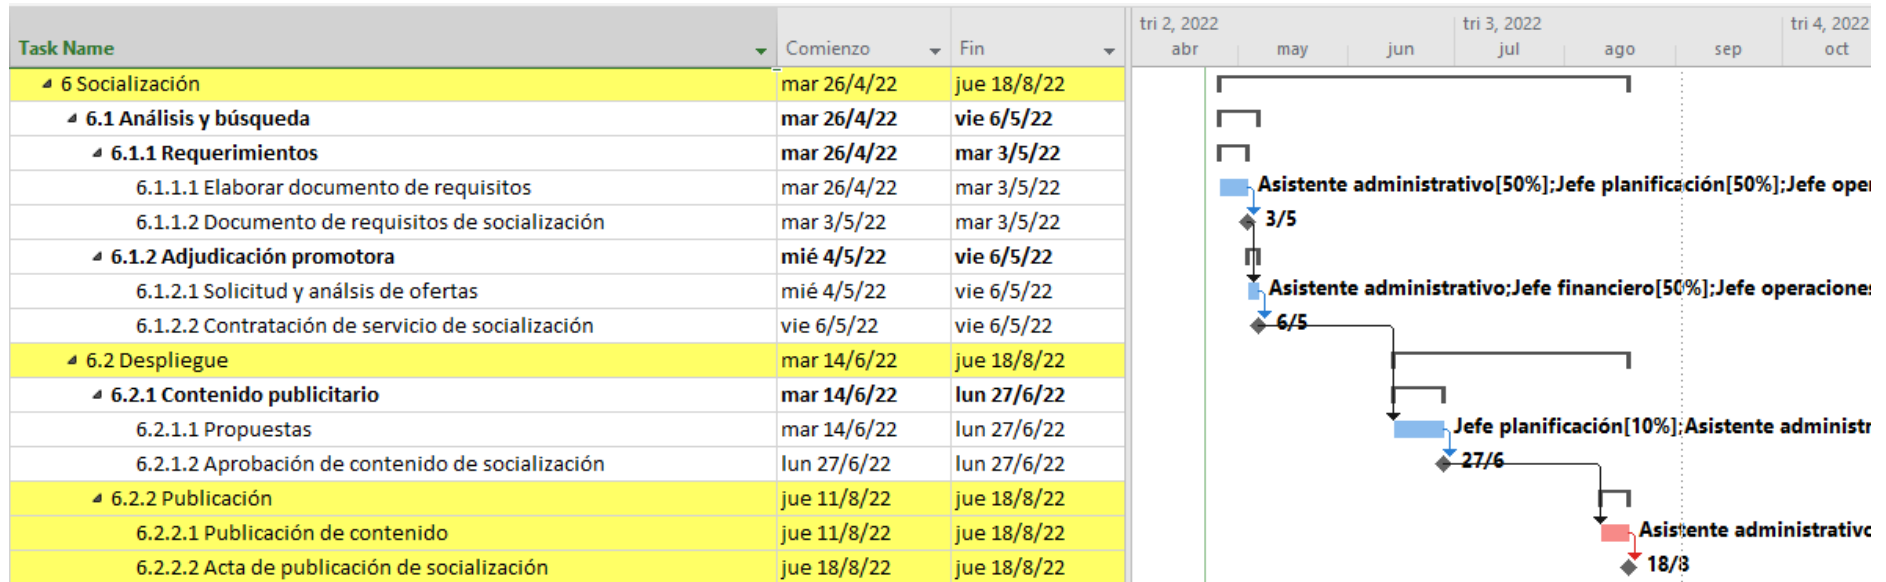 tri 2, 2022 tri 3, 2022 tri 4, 2022
Task Name Comienzo Fin abr may jun jul ago sep oct
6 Socialización mar 26/4/22 jue 18/8/22
6.1 Análisis y búsqueda mar 26/4/22 vie 6/5/22
6.1.1 Requerimientos mar 26/4/22 mar 3/5/22
6.1.1.1 Elaborar documento de requisitos mar 26/4/22 mar 3/5/22 Asistente administrativo[50%];Jefe planificación[50%];Jefe oper
6.1.1.2 Documento de requisitos de socialización mar 3/5/22 mar 3/5/22 3/5
6.1.2 Adjudicación promotora mié 4/5/22 vie 6/5/22
6.1.2.1 Solicitud y análsis de ofertas mié 4/5/22 vie 6/5/22 Asistente administrativo;Jefe financiero[50%];Jefe operaciones
6.1.2.2 Contratación de servicio de socialización vie 6/5/22 vie 6/5/22 6/5
6.2 Despliegue mar 14/6/22 jue 18/8/22
6.2.1 Contenido publicitario mar 14/6/22 lun 27/6/22
6.2.1.1 Propuestas mar 14/6/22 lun 27/6/22 Jefe planificación[10%];Asistente administr
6.2.1.2 Aprobación de contenido de socialización lun 27/6/22 lun 27/6/22 27/6
6.2.2 Publicación jue 11/8/22 jue 18/8/22
6.2.2.1 Publicación de contenido jue 11/8/22 jue 18/8/22 Asistente administrativo
6.2.2.2 Acta de publicación de socialización jue 18/8/22 jue 18/8/22 18/8